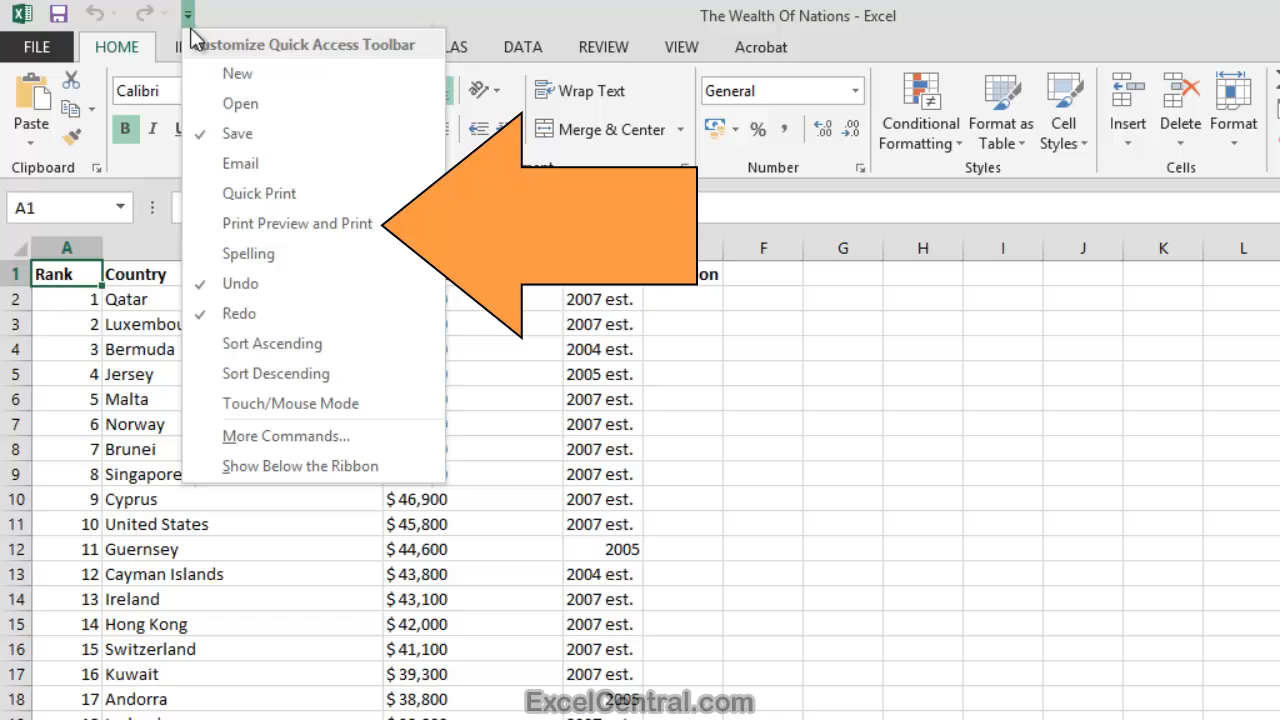 The Wealth Of Nations - Excel
FILE HOME DATA REVIEW VIEW Acrobat
Customize Quick Access Toolbar
New
Open
Save
Email
Quick Print
Print Preview and Print
Spelling
Undo
Redo
Sort Ascending
Sort Descending
Touch/Mouse Mode
More Commands...
Show Below the Ribbon
Paste
Clipboard
Calibri
B I U
Wrap Text
Merge & Center
General
%
Number
Conditional Formatting
Format as Table
Cell Styles
Styles
Insert Delete Format
Cells
A1
A F G H I J K L
1 Rank Country
2 1 Qatar 2007 est.
3 2 2007 est.
4 3 Bermuda 2004 est.
5 4 Jersey 2005 est.
6 5 Malta 2007 est.
7 6 Norway 2007 est.
8 7 Brunei 2007 est.
9 8 Singapore 2007 est.
10 9 Cyprus $ 46,900 2007 est.
11 10 United States $ 45,800 2007 est.
12 11 Guernsey $ 44,600 2005
13 12 Cayman Islands $ 43,800 2004 est.
14 13 Ireland $ 43,100 2007 est.
15 14 Hong Kong $ 42,000 2007 est.
16 15 Switzerland $ 41,100 2007 est.
17 16 Kuwait $ 39,300 2007 est.
18 17 Andorra $ 38,800 2005
ExcelCentral.com